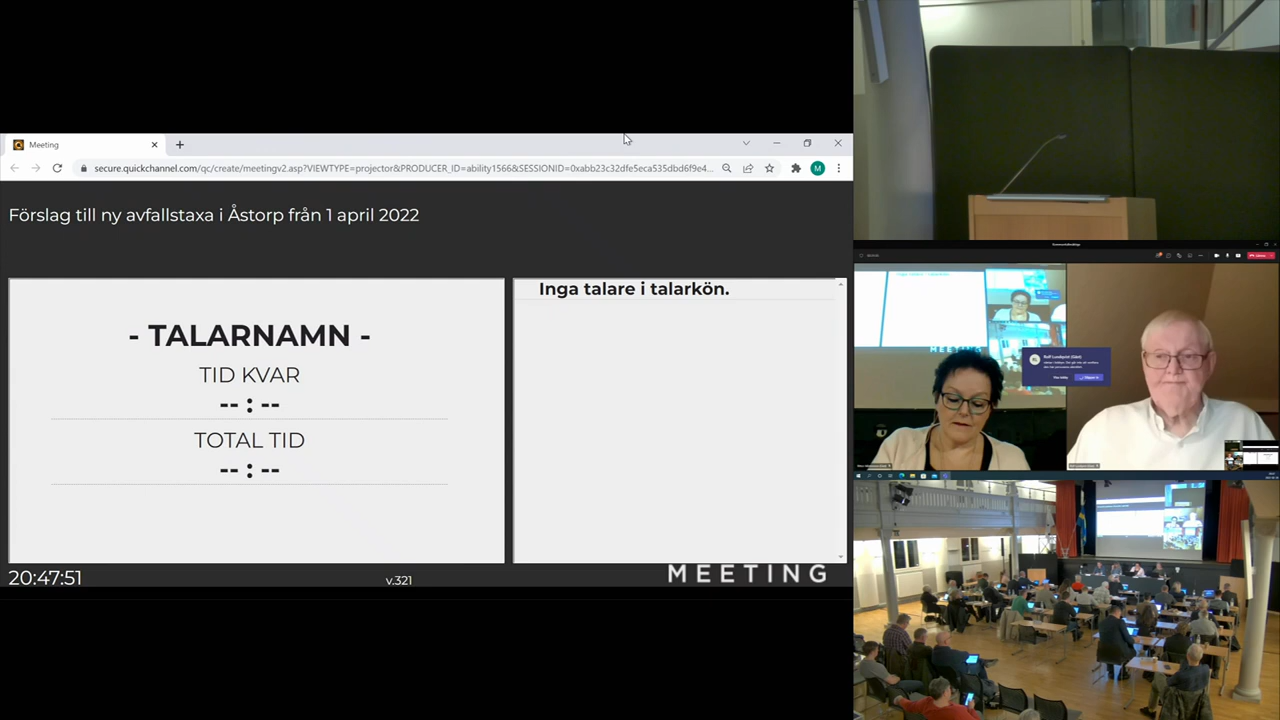 Meeting
secure.quickchannel.com/qc/create/meetingv2.asp?VIEWTYPE=projector&PRODUCER_ID=ability1566&SESSIONID=0xabb23c32dfe5eca535dbd6f9e4...
M
Förslag till ny avfallstaxa i Åstorp från 1 april 2022
- TALARNAMN -
TID KVAR
-- : --
TOTAL TID
-- : --
Inga talare i talarkön.
20:47:51
v.321
MEETING
MEETING